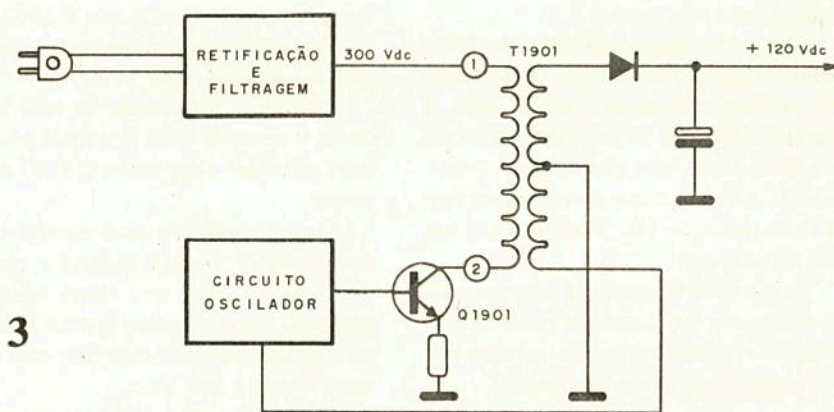 RETIFICAÇÃO
E
FILTRAGEM
300 Vdc
1
T1901
+ 120 Vdc
CIRCUITO
OSCILADOR
2
Q1901
3